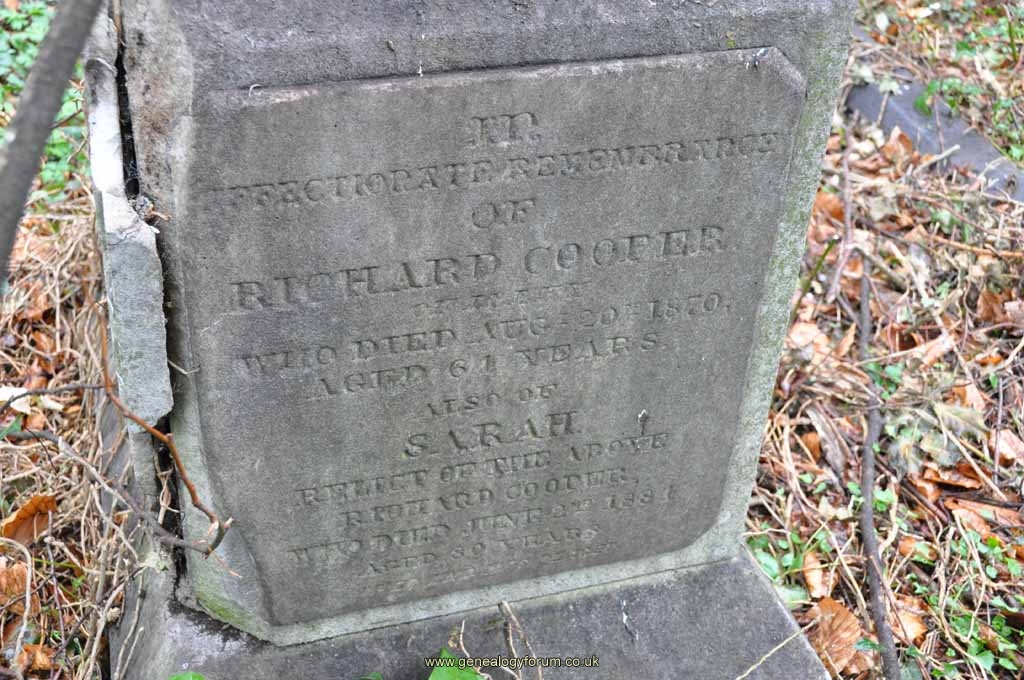 IN
AFFECTIONATE REMEMBRANCE
OF
RICHARD COOPER
WHO DIED AUG. 20TH 1870,
AGED 64 YEARS.
ALSO OF
SARAH
RELICT OF THE ABOVE
RICHARD COOPER,
WHO DIED JUNE 1884
AGED 80 YEARS
www.genealogyforum.co.uk